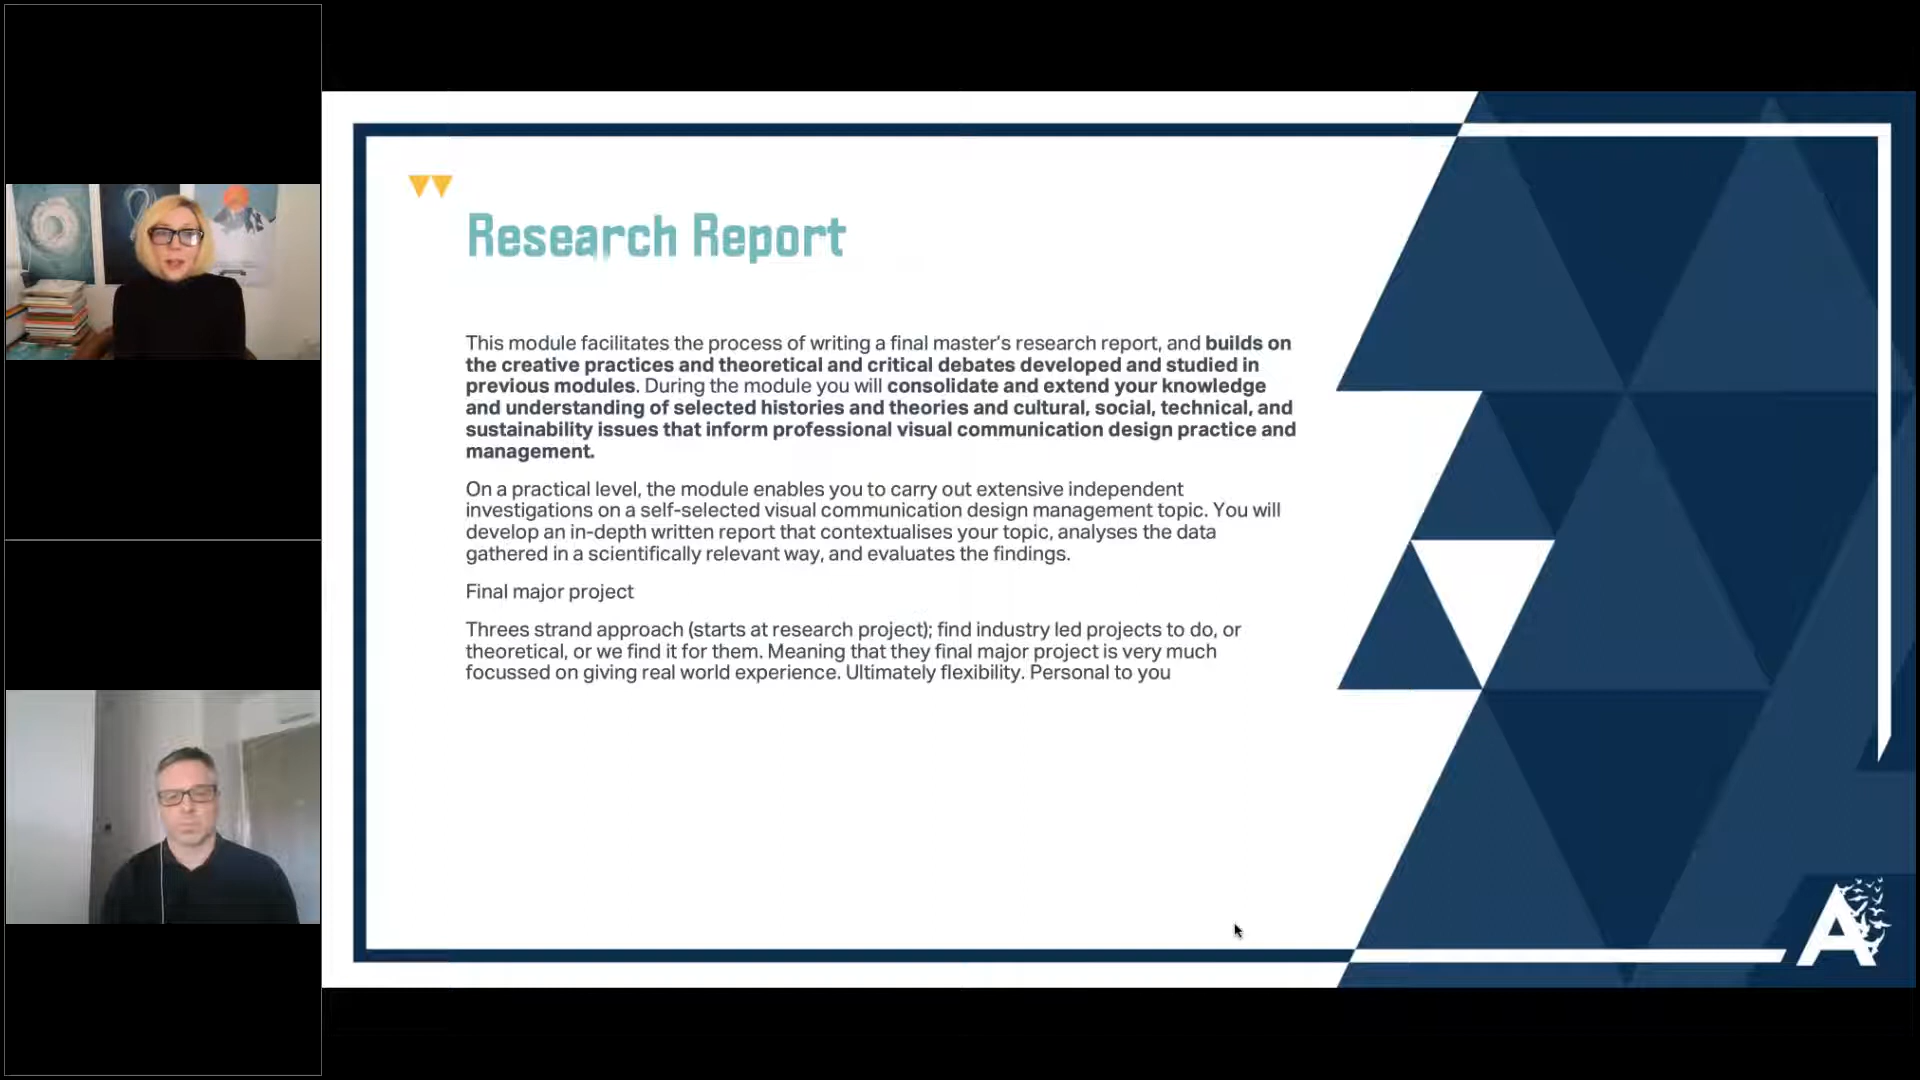 Research Report
This module facilitates the process of writing a final master's research report, and builds on
the creative practices and theoretical and critical debates developed and studied in
previous modules. During the module you will consolidate and extend your knowledge
and understanding of selected histories and theories and cultural, social, technical, and
sustainability issues that inform professional visual communication design practice and
management.
On a practical level, the module enables you to carry out extensive independent
investigations on a self-selected visual communication design management topic. You will
develop an in-depth written report that contextualises your topic, analyses the data
gathered in a scientifically relevant way, and evaluates the findings.
Final major project
Threes strand approach (starts at research project); find industry led projects to do, or
theoretical, or we find it for them. Meaning that they final major project is very much
focussed on giving real world experience. Ultimately flexibility. Personal to you
A